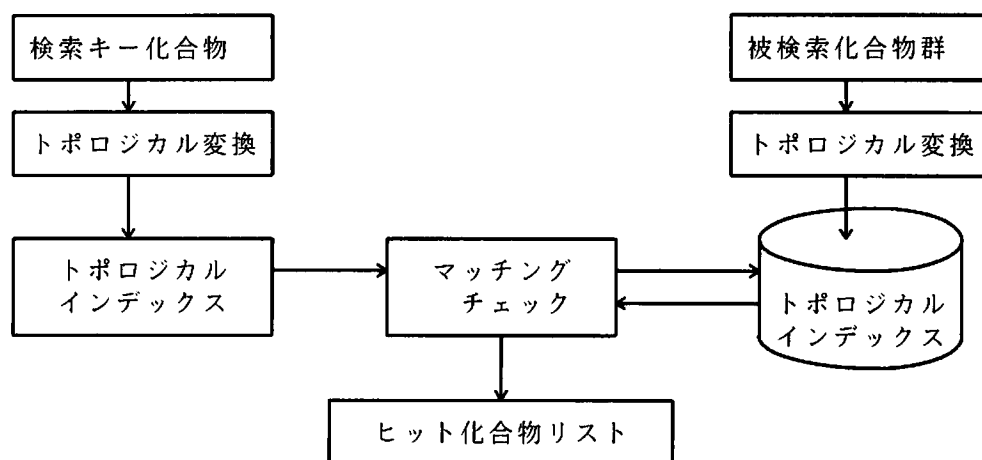 検索キー化合物
被検索化合物群
トポロジカル変換
トポロジカル変換
トポロジカル
インデックス
マッチング
チェック
トポロジカル
インデックス
ヒット化合物リスト